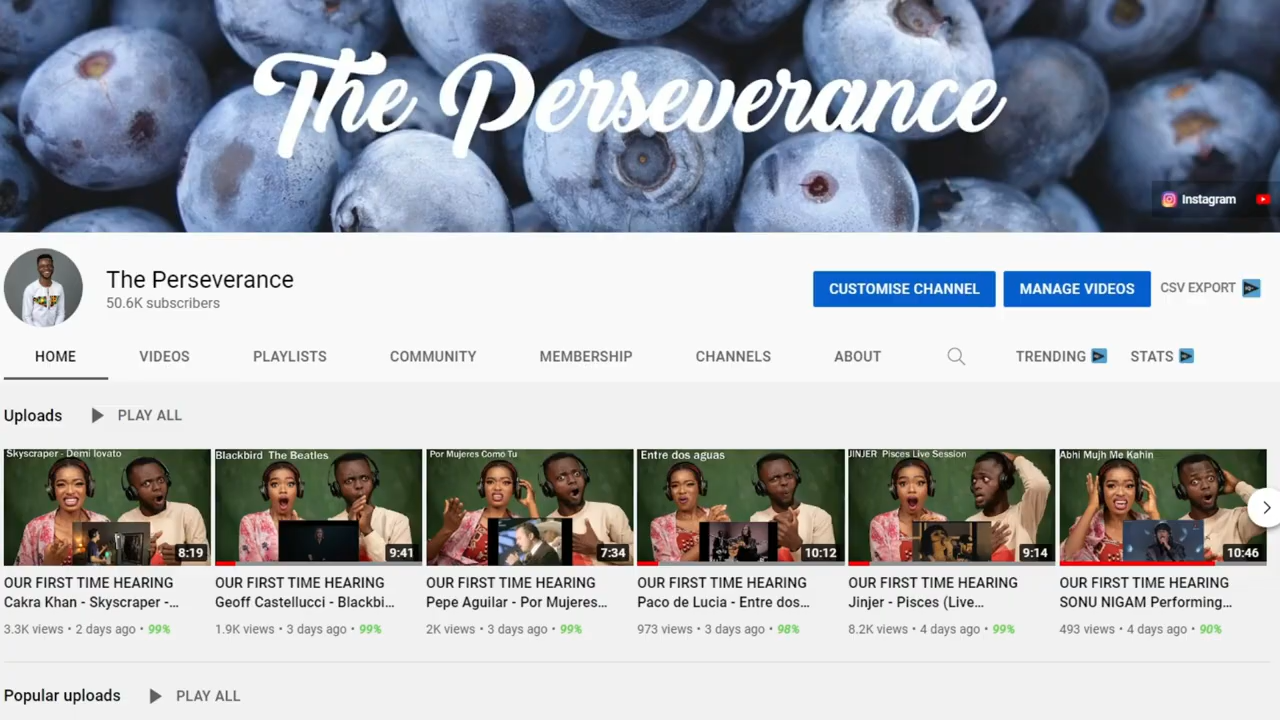 The Perseverance
Instagram
The Perseverance
50.6K subscribers
CUSTOMISE CHANNEL
MANAGE VIDEOS
CSV EXPORT
HOME
VIDEOS
PLAYLISTS
COMMUNITY
MEMBERSHIP
CHANNELS
ABOUT
TRENDING
STATS
Uploads
PLAY ALL
Skyscraper - Demi lovato
8:19
OUR FIRST TIME HEARING
Cakra Khan - Skyscraper -...
3.3K views • 2 days ago • 99%
Blackbird The Beatles
9:41
OUR FIRST TIME HEARING
Geoff Castellucci - Blackbi...
1.9K views • 3 days ago • 99%
Por Mujeres Como Tu
7:34
OUR FIRST TIME HEARING
Pepe Aguilar - Por Mujeres...
2K views • 3 days ago • 99%
Entre dos aguas
10:12
OUR FIRST TIME HEARING
Paco de Lucia - Entre dos...
973 views • 3 days ago • 98%
JINJER Pisces Live Session
9:14
OUR FIRST TIME HEARING
Jinjer - Pisces (Live...
8.2K views • 4 days ago • 99%
Abhi Mujh Me Kahin
10:46
OUR FIRST TIME HEARING
SONU NIGAM Performing...
493 views • 4 days ago • 90%
Popular uploads
PLAY ALL